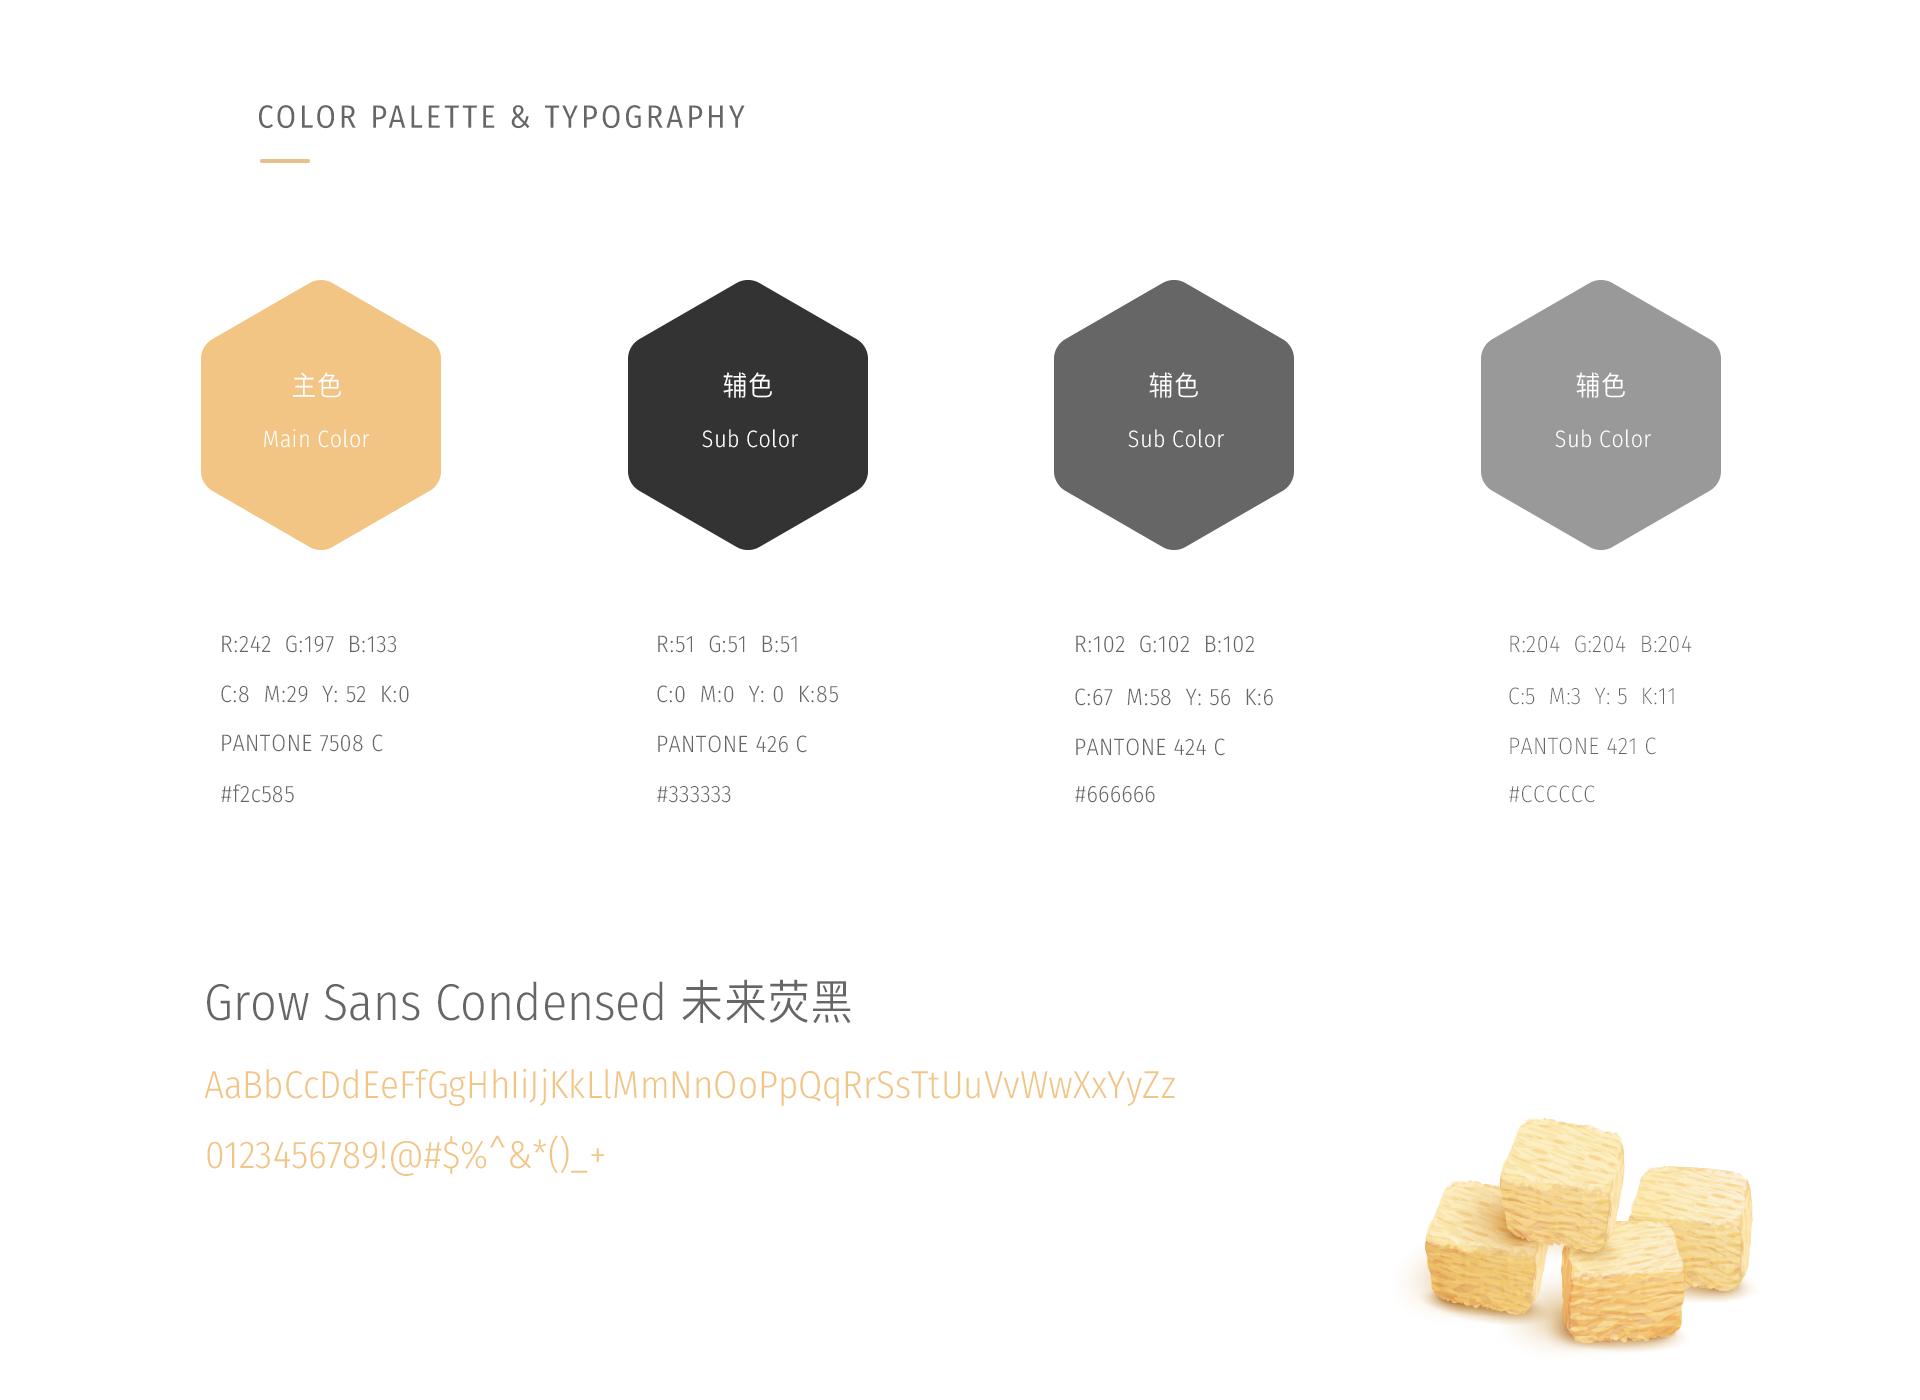 COLOR PALETTE & TYPOGRAPHY
主色
Main Color
辅色
Sub Color
辅色
Sub Color
辅色
Sub Color
R:242 G:197 B:133
C:8 M:29 Y: 52 K:0
PANTONE 7508 C
#f2c585
R:51 G:51 B:51
C:0 M:0 Y: 0 K:85
PANTONE 426 C
#333333
R:102 G:102 B:102
C:67 M:58 Y: 56 K:6
PANTONE 424 C
#666666
R:204 G:204 B:204
C:5 M:3 Y: 5 K:11
PANTONE 421 C
#CCCCCC
Grow Sans Condensed 未来荧黑
AaBbCcDdEeFfGgHhIiJjKkLlMmNnOoPpQqRrSsTtUuVvWwXxYyZz
0123456789!@#$%^&*()_+